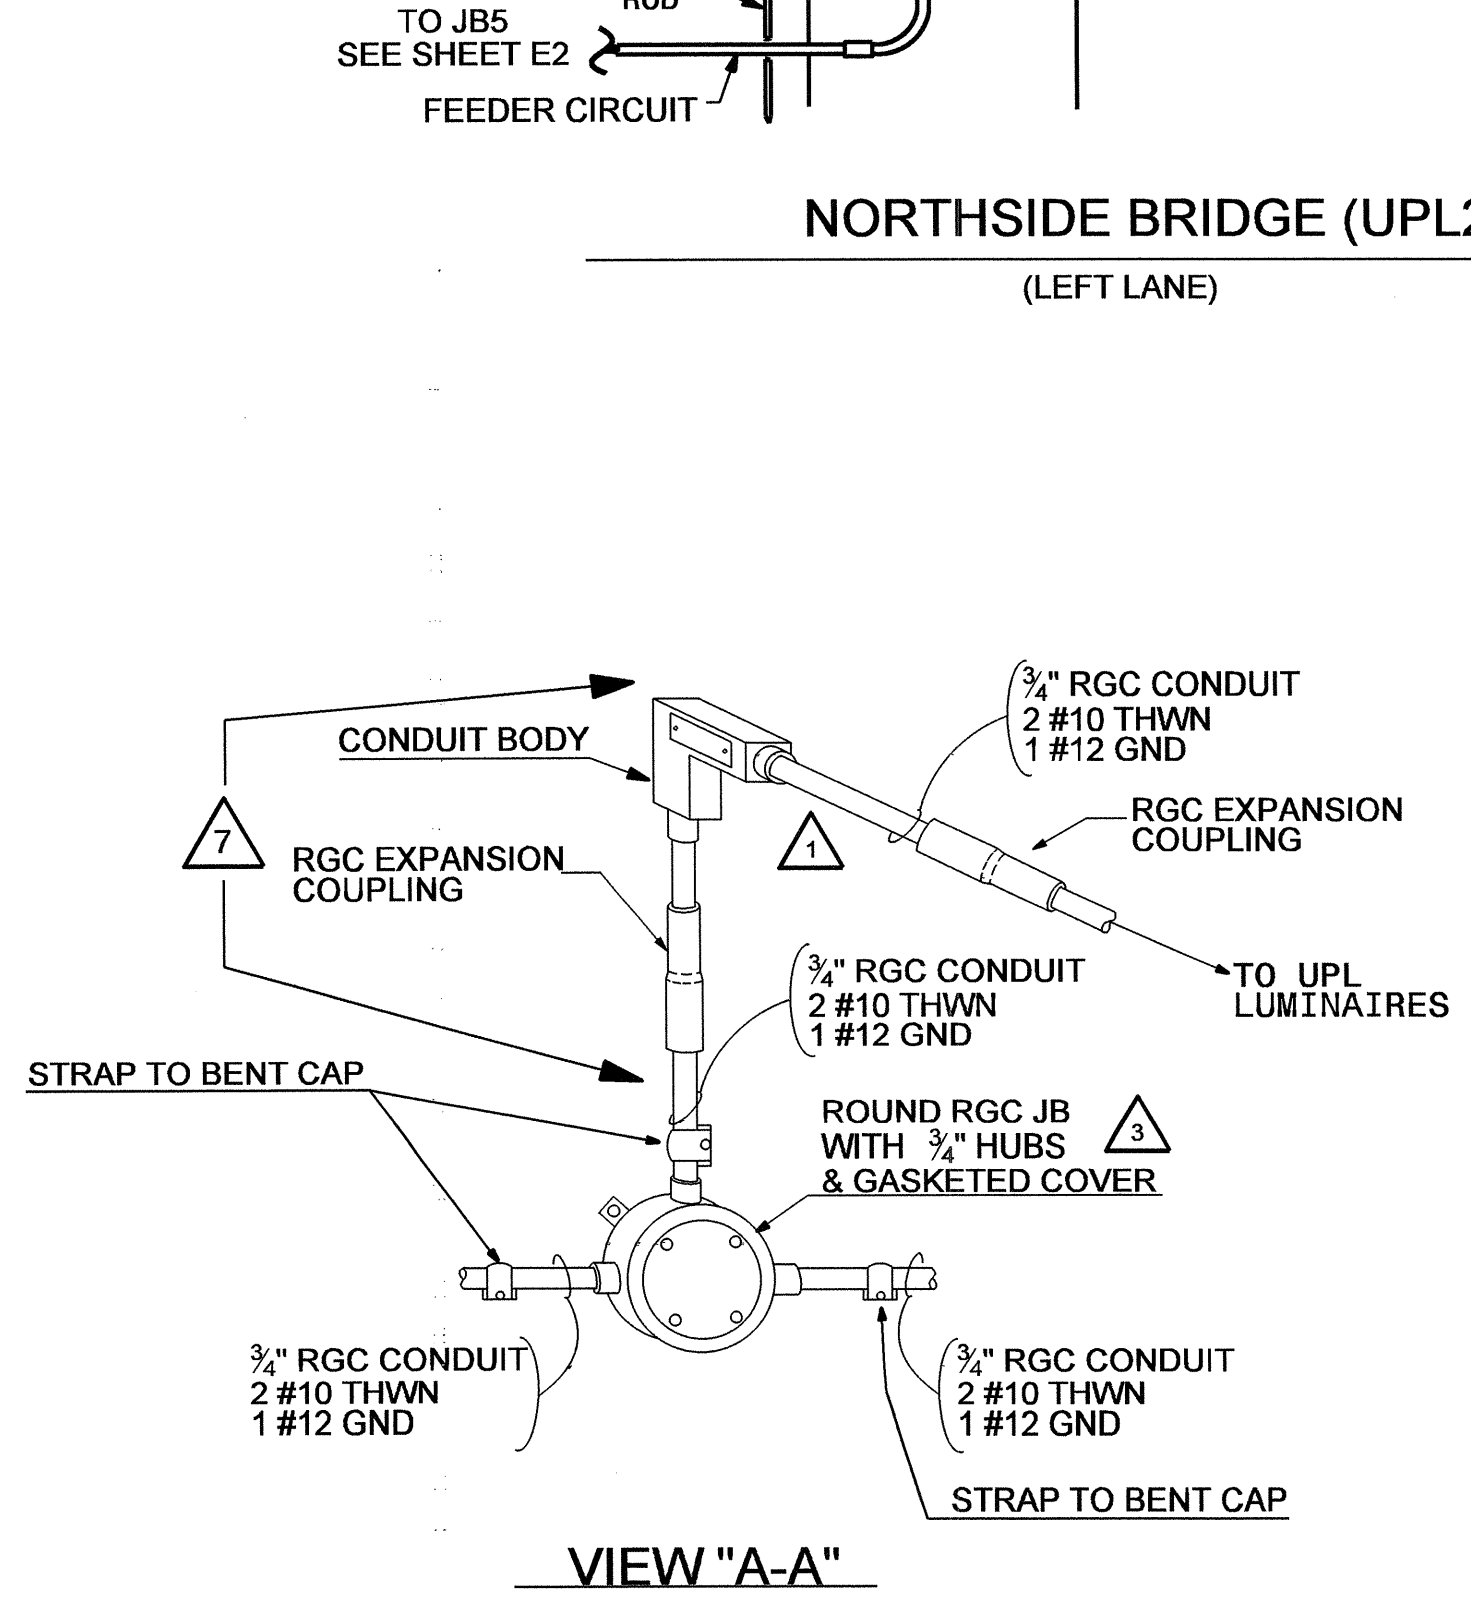 ROD
TO JB5
SEE SHEET E2
FEEDER CIRCUIT
NORTHSIDE BRIDGE (UPL2
(LEFT LANE)
¾" RGC CONDUIT
2 #10 THWN
1 #12 GND
CONDUIT BODY
RGC EXPANSION
COUPLING
7
1
RGC EXPANSION
COUPLING
¾" RGC CONDUIT
2 #10 THWN
1 #12 GND
TO UPL
LUMINAIRES
STRAP TO BENT CAP
ROUND RGC JB
WITH ¾" HUBS
& GASKETED COVER
3
¾" RGC CONDUIT
2 #10 THWN
1 #12 GND
¾" RGC CONDUIT
2 #10 THWN
1 #12 GND
STRAP TO BENT CAP
VIEW "A-A"